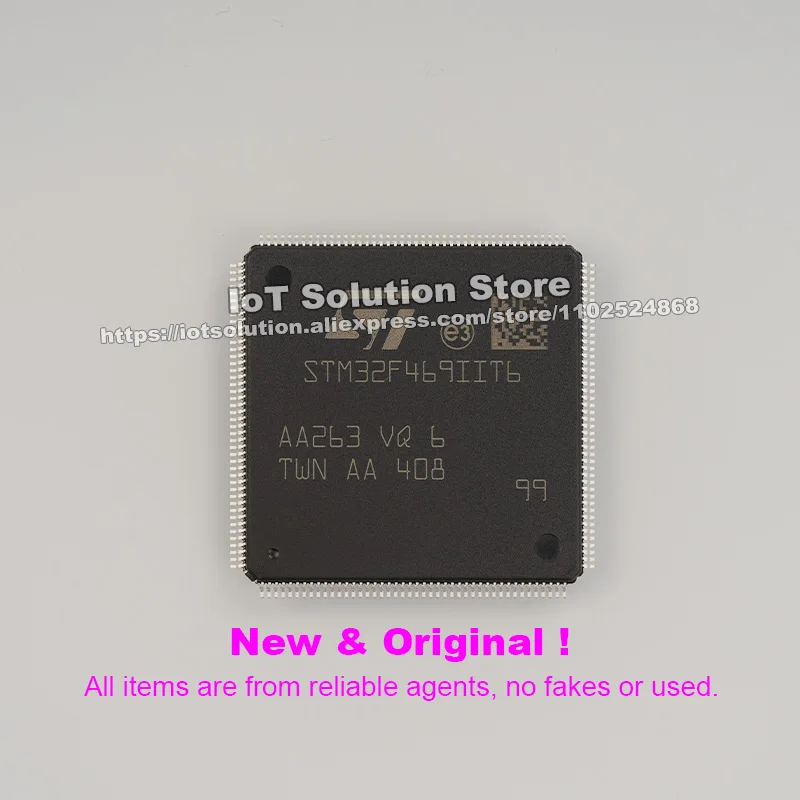 IoT Solution Store
https://iotsolution.aliexpress.com/store/1102524868
ST e3
STM32F469IIT6
AA263 VQ 6
TWN AA 408
99
New & Original !
All items are from reliable agents, no fakes or used.